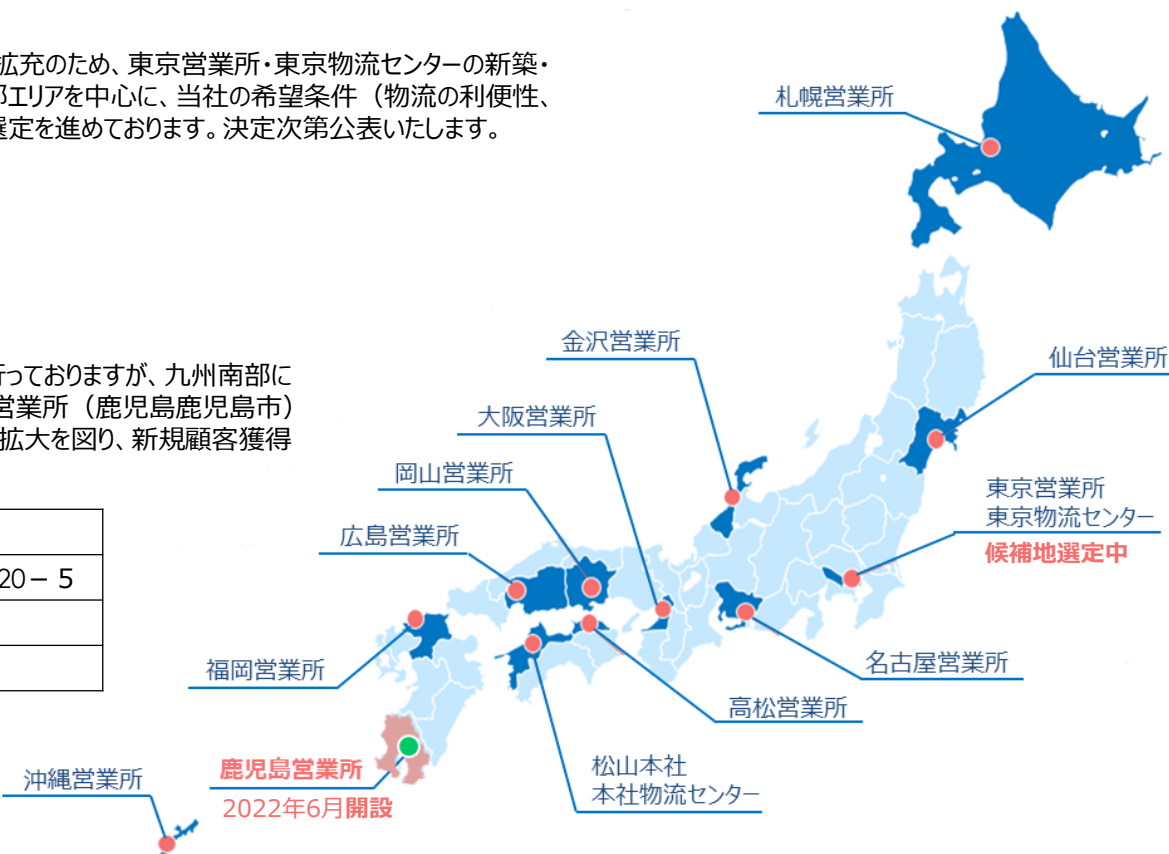 拡充のため、東京営業所・東京物流センターの新築・
部エリアを中心に、当社の希望条件（物流の利便性、
選定を進めております。決定次第公表いたします。
行っておりますが、九州南部に
営業所（鹿児島鹿児島市）
拡大を図り、新規顧客獲得
20－5
札幌営業所
金沢営業所
仙台営業所
大阪営業所
岡山営業所
東京営業所
東京物流センター
候補地選定中
広島営業所
福岡営業所
名古屋営業所
高松営業所
松山本社
本社物流センター
鹿児島営業所
2022年6月開設
沖縄営業所